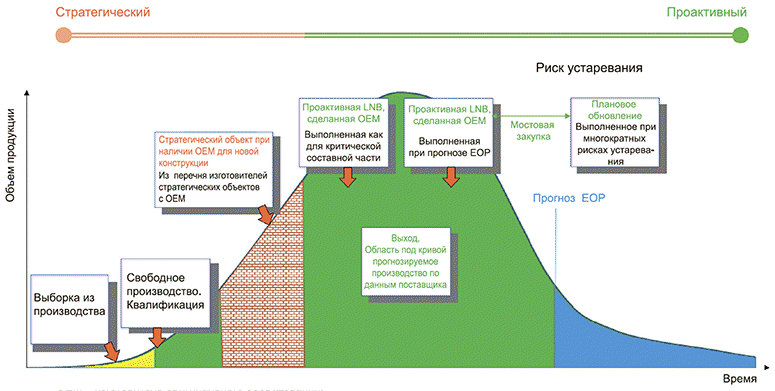 Стратегический
Проактивный
Риск устаревания
Объем продукции
Проактивная LNB,
сделанная OEM
Выполненная как
для критической
составной части
Проактивная LNB,
сделанная OEM
Выполненная
при прогнозе EOP
Мостовая
закупка
Плановое
обновление
Выполненное при
многократных
рисках устарева-
ния
Стратегический объект при
наличии OEM для новой
конструкции
Из перечня изготовителей
стратегических объектов
с OEM
Прогноз EOP
Выход,
Область под кривой
прогнозируемое
производство по
данным поставщика
Свободное
производство.
Квалификация
Выборка из
производства
Время